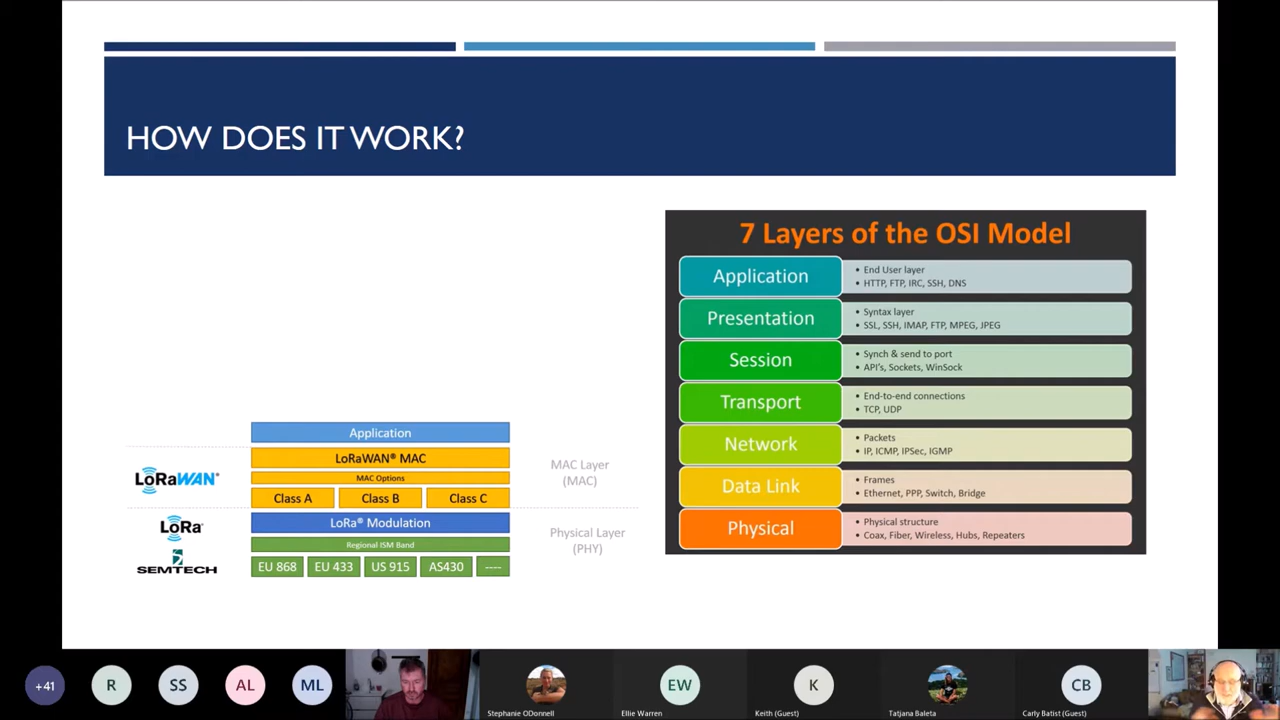 HOW DOES IT WORK?
Application
LoRaWAN® MAC
MAC Options
Class A
Class B
Class C
LoRa® Modulation
Regional ISM Band
EU 868
EU 433
US 915
AS430
----
LoRaWAN®
LoRa®
SEMTECH
MAC Layer
(MAC)
Physical Layer
(PHY)
7 Layers of the OSI Model
Application
• End User layer
• HTTP, FTP, IRC, SSH, DNS
Presentation
• Syntax layer
• SSL, SSH, IMAP, FTP, MPEG, JPEG
Session
• Synch & send to port
• API's, Sockets, WinSock
Transport
• End-to-end connections
• TCP, UDP
Network
• Packets
• IP, ICMP, IPSec, IGMP
Data Link
• Frames
• Ethernet, PPP, Switch, Bridge
Physical
• Physical structure
• Coax, Fiber, Wireless, Hubs, Repeaters
+41
R
SS
AL
ML
Stephanie ODonnell
EW
Ellie Warren
K
Keith (Guest)
Tatjana Baleta
CB
Carly Batist (Guest)